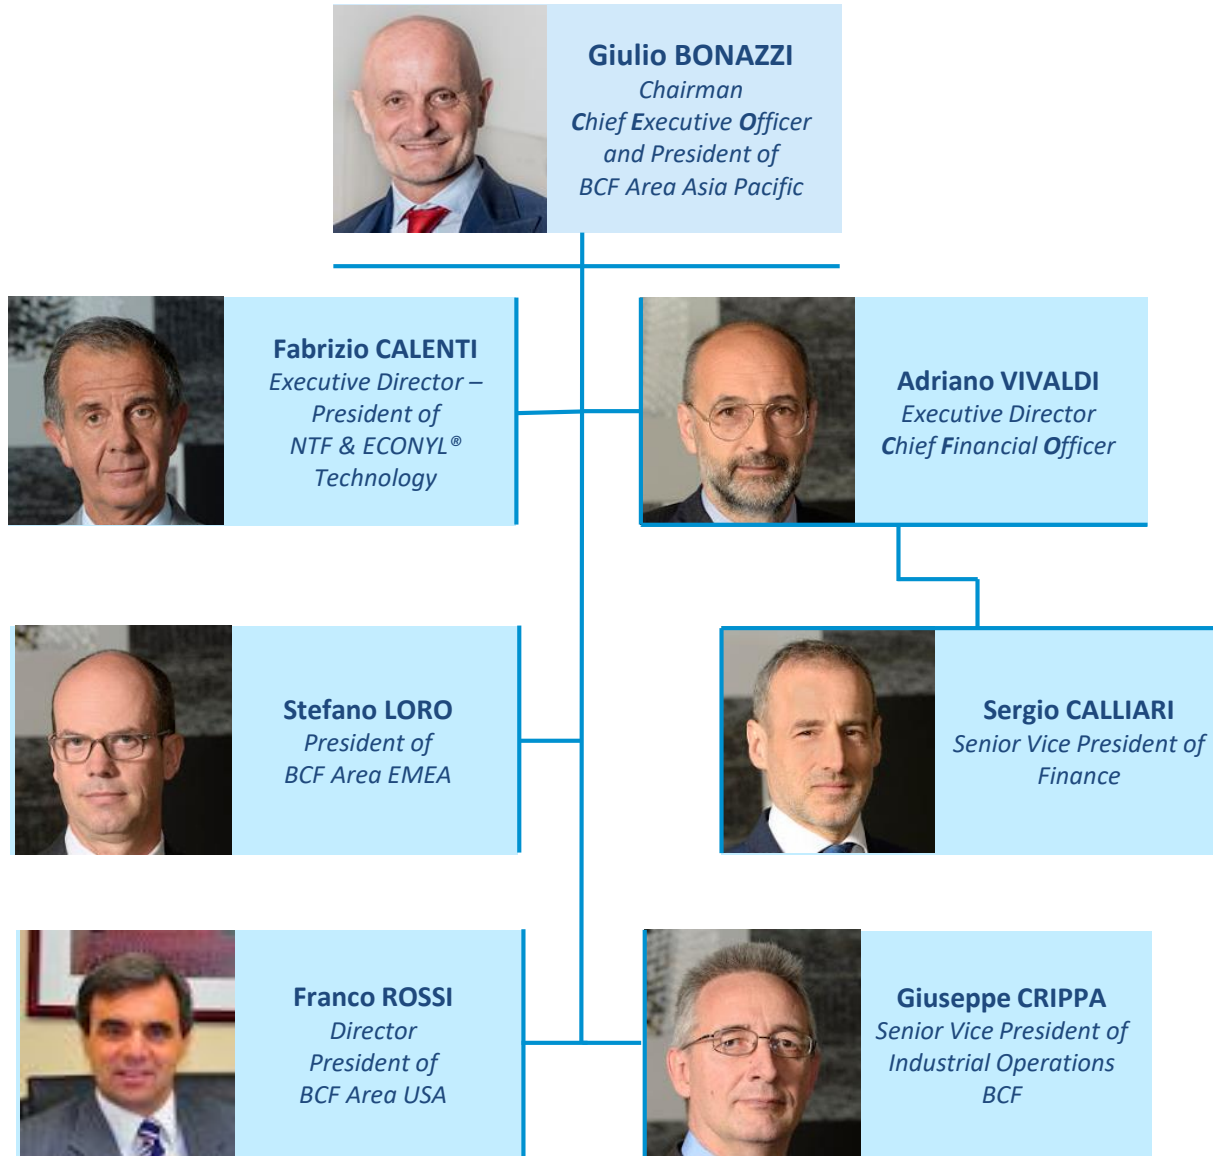 Giulio BONAZZI
Chairman
Chief Executive Officer
and President of
BCF Area Asia Pacific
Fabrizio CALENTI
Executive Director –
President of
NTF & ECONYL®
Technology
Adriano VIVALDI
Executive Director
Chief Financial Officer
Stefano LORO
President of
BCF Area EMEA
Sergio CALLIARI
Senior Vice President of
Finance
Franco ROSSI
Director
President of
BCF Area USA
Giuseppe CRIPPA
Senior Vice President of
Industrial Operations
BCF